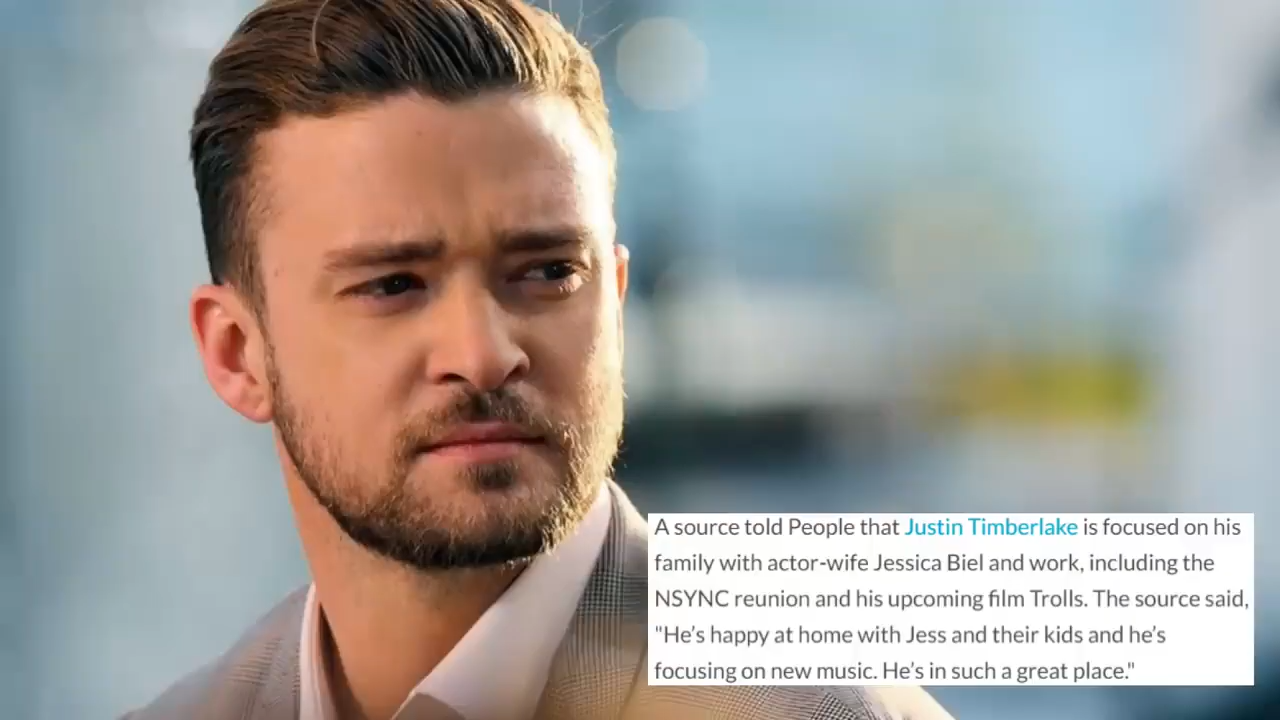 A source told People that Justin Timberlake is focused on his
family with actor-wife Jessica Biel and work, including the
NSYNC reunion and his upcoming film Trolls. The source said,
"He's happy at home with Jess and their kids and he's
focusing on new music. He's in such a great place."